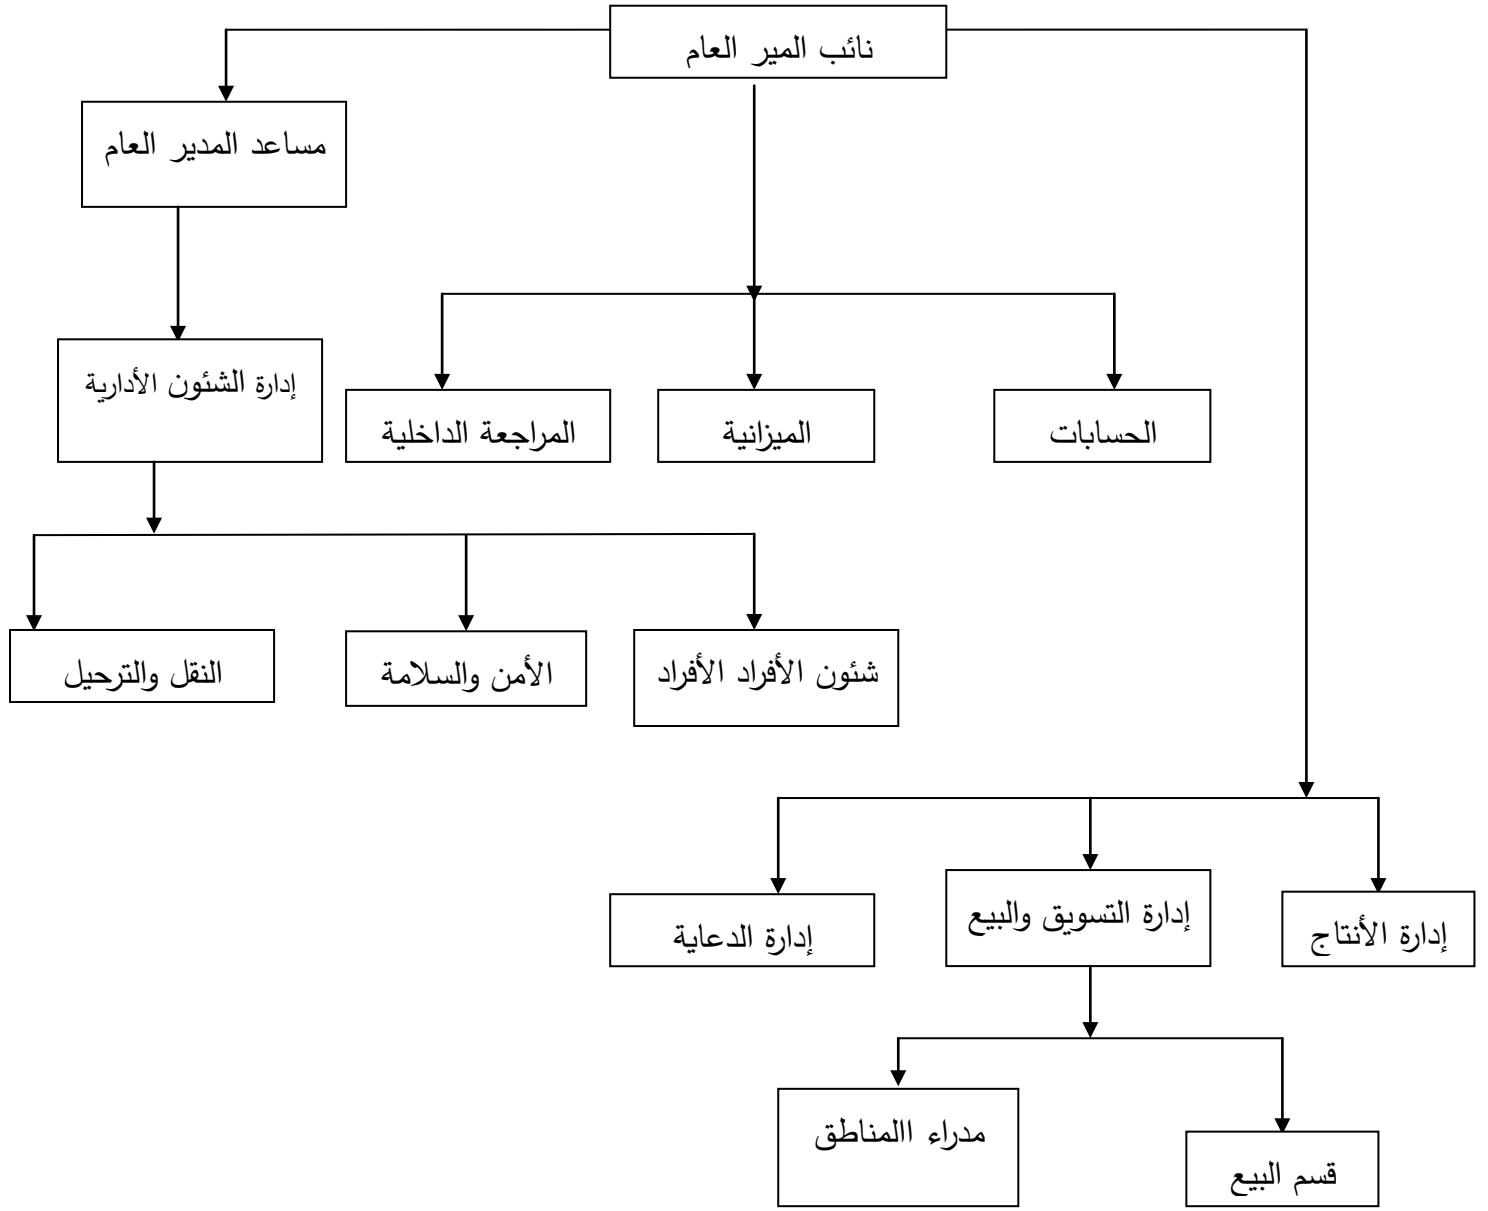 نائب المير العام
مساعد المدير العام
إدارة الشئون الأدارية
الحسابات
الميزانية
المراجعة الداخلية
شئون الأفراد الأفراد
الأمن والسلامة
النقل والترحيل
إدارة الأنتاج
إدارة التسويق والبيع
إدارة الدعاية
مدراء االمناطق
قسم البيع